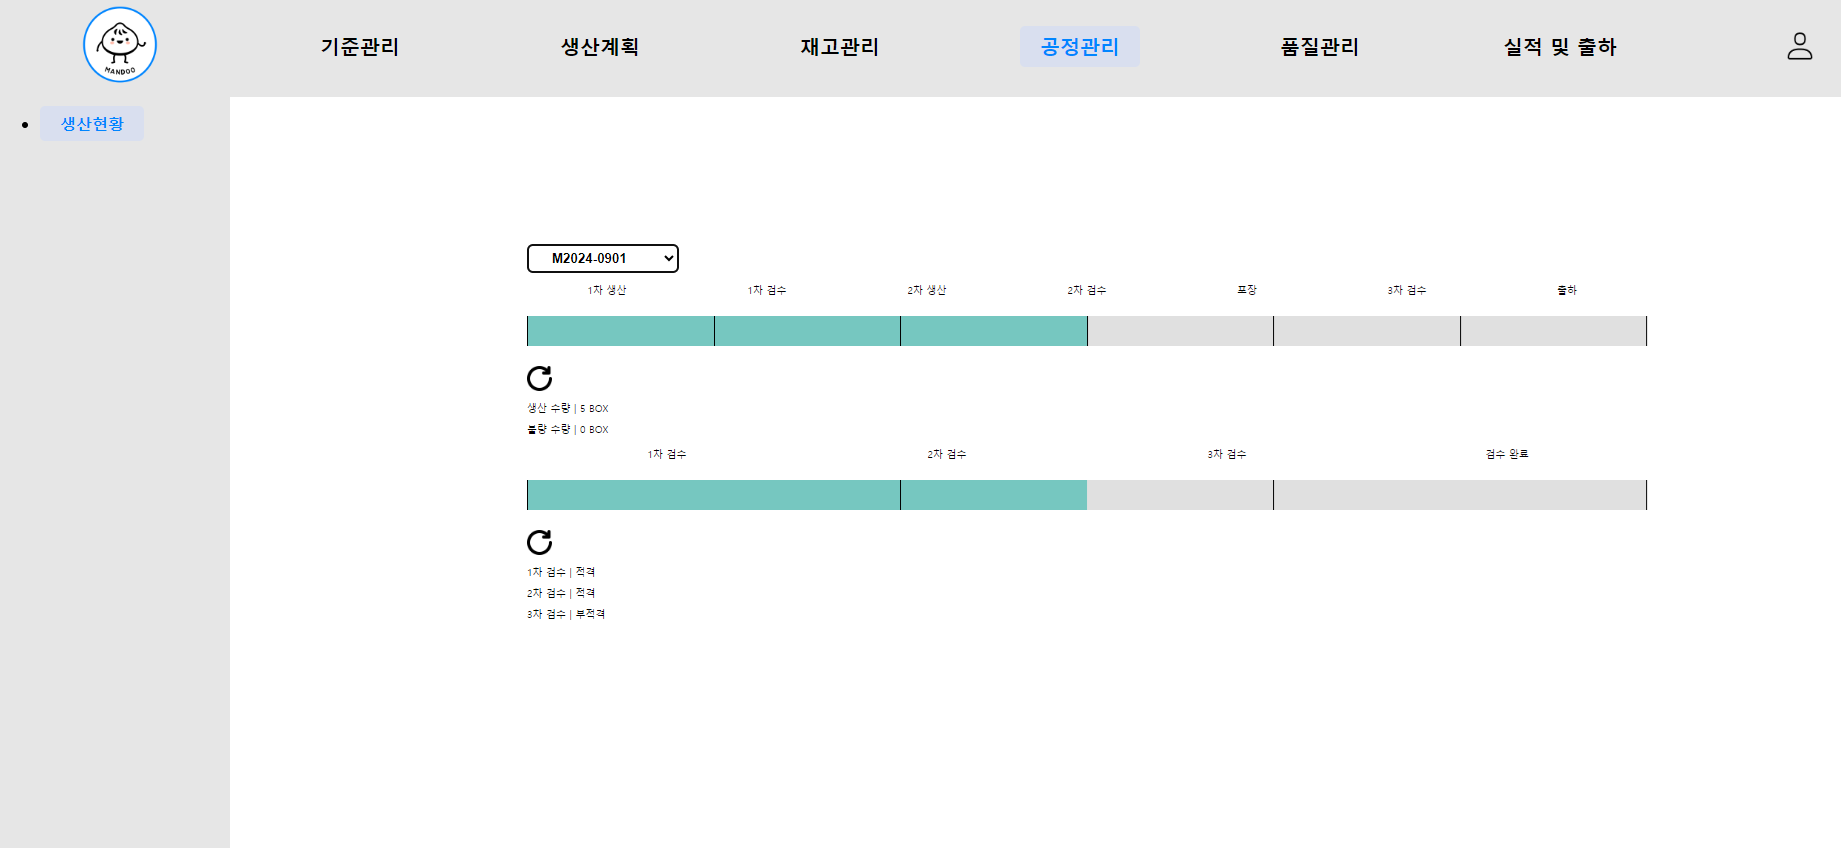 MANDOO
기준관리 생산계획 재고관리 공정관리 품질관리 실적 및 출하
생산현황
M2024-0901
1차 생산 1차 검수 2차 생산 2차 검수 포장 3차 검수 출하
생산 수량 | 5 BOX
불량 수량 | 0 BOX
1차 검수 2차 검수 3차 검수 검수 완료
1차 검수 | 적격
2차 검수 | 적격
3차 검수 | 부적격